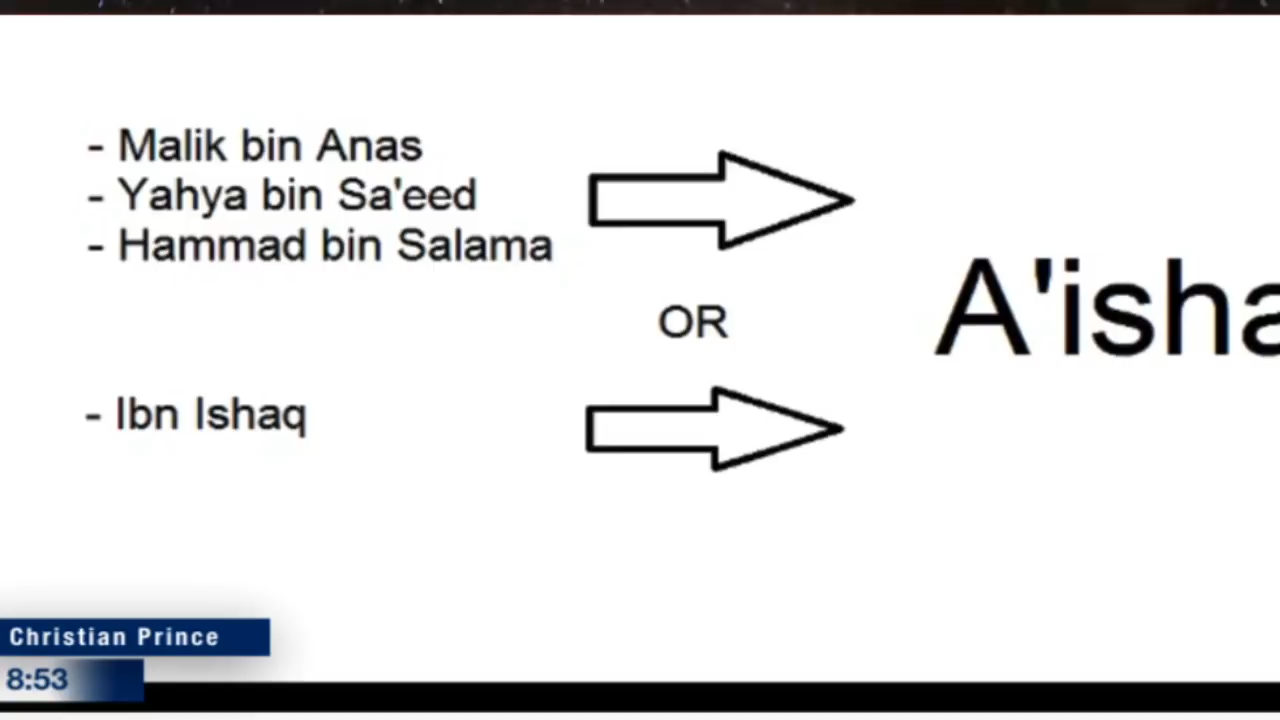 - Malik bin Anas
- Yahya bin Sa'eed
- Hammad bin Salama
OR
A'isha
- Ibn Ishaq
Christian Prince
8:53